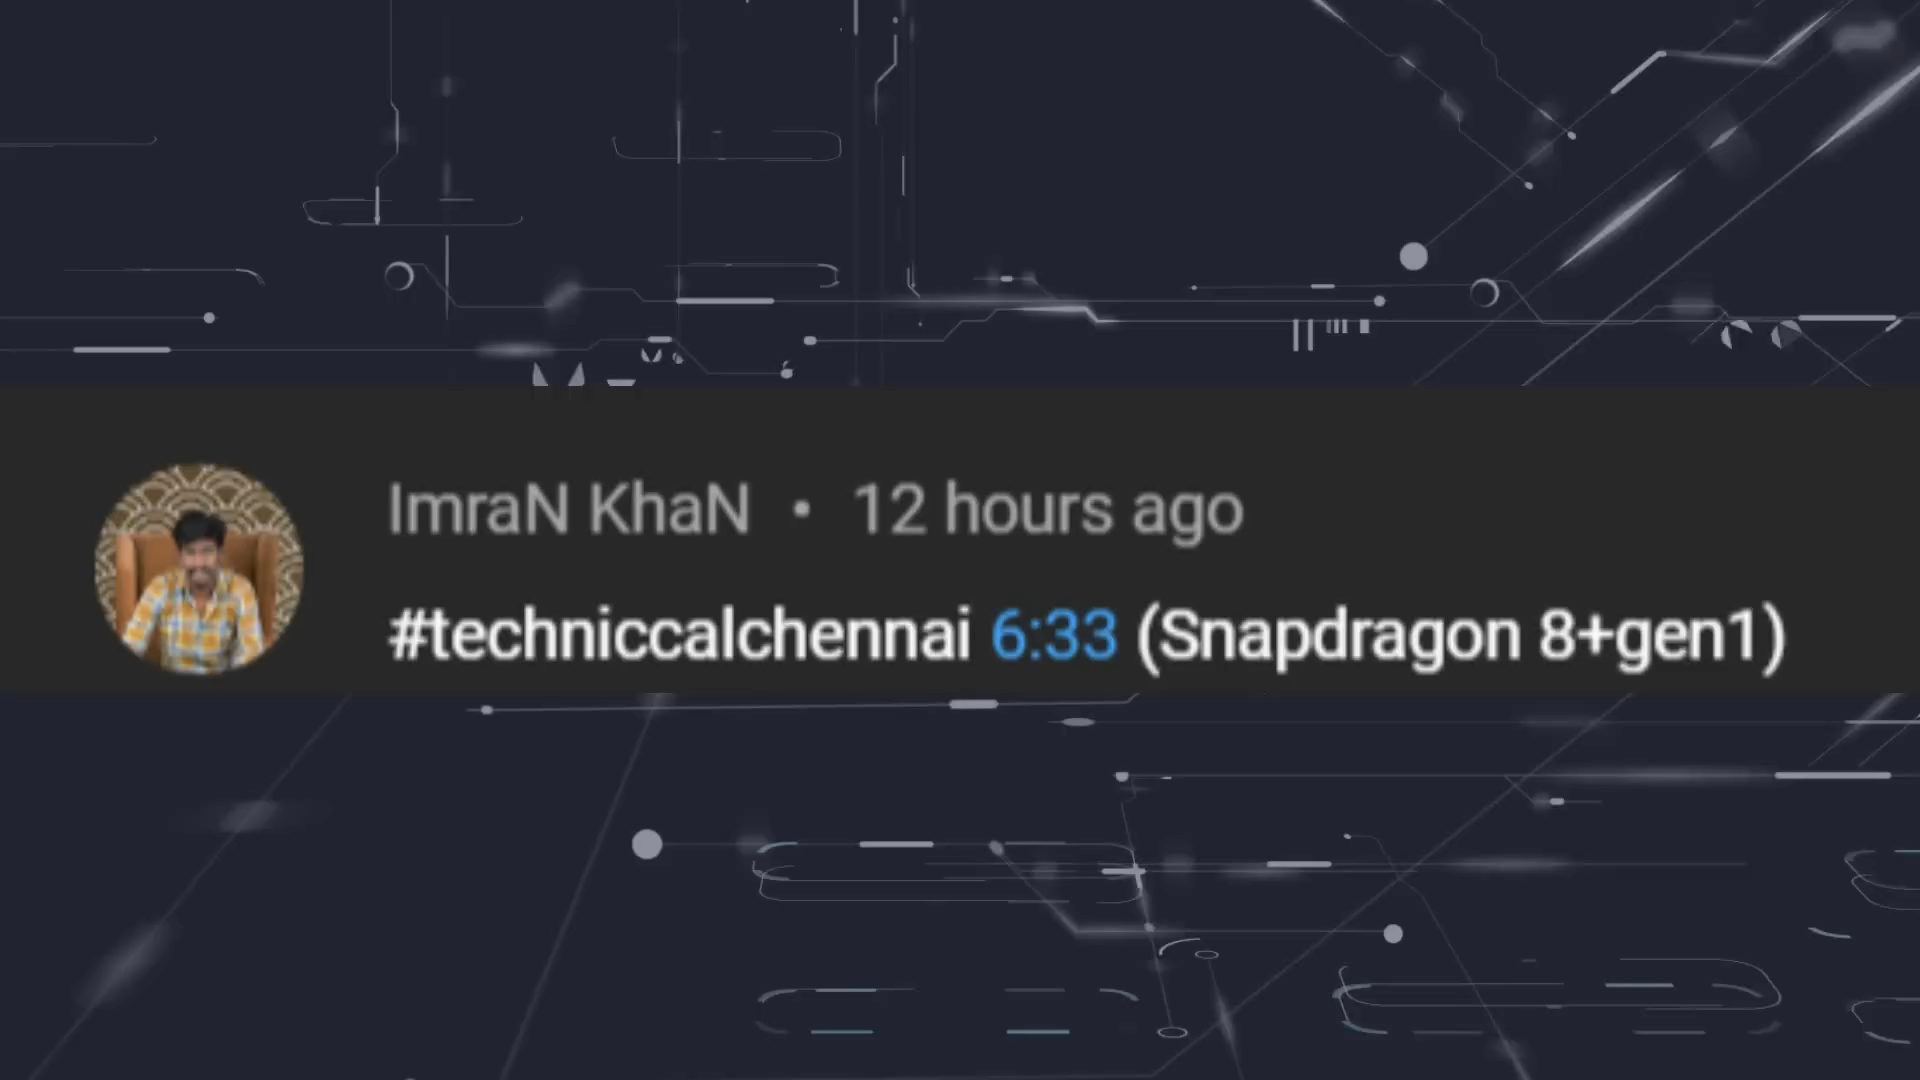 ImraN KhaN • 12 hours ago
#techniccalchennai 6:33 (Snapdragon 8+gen1)